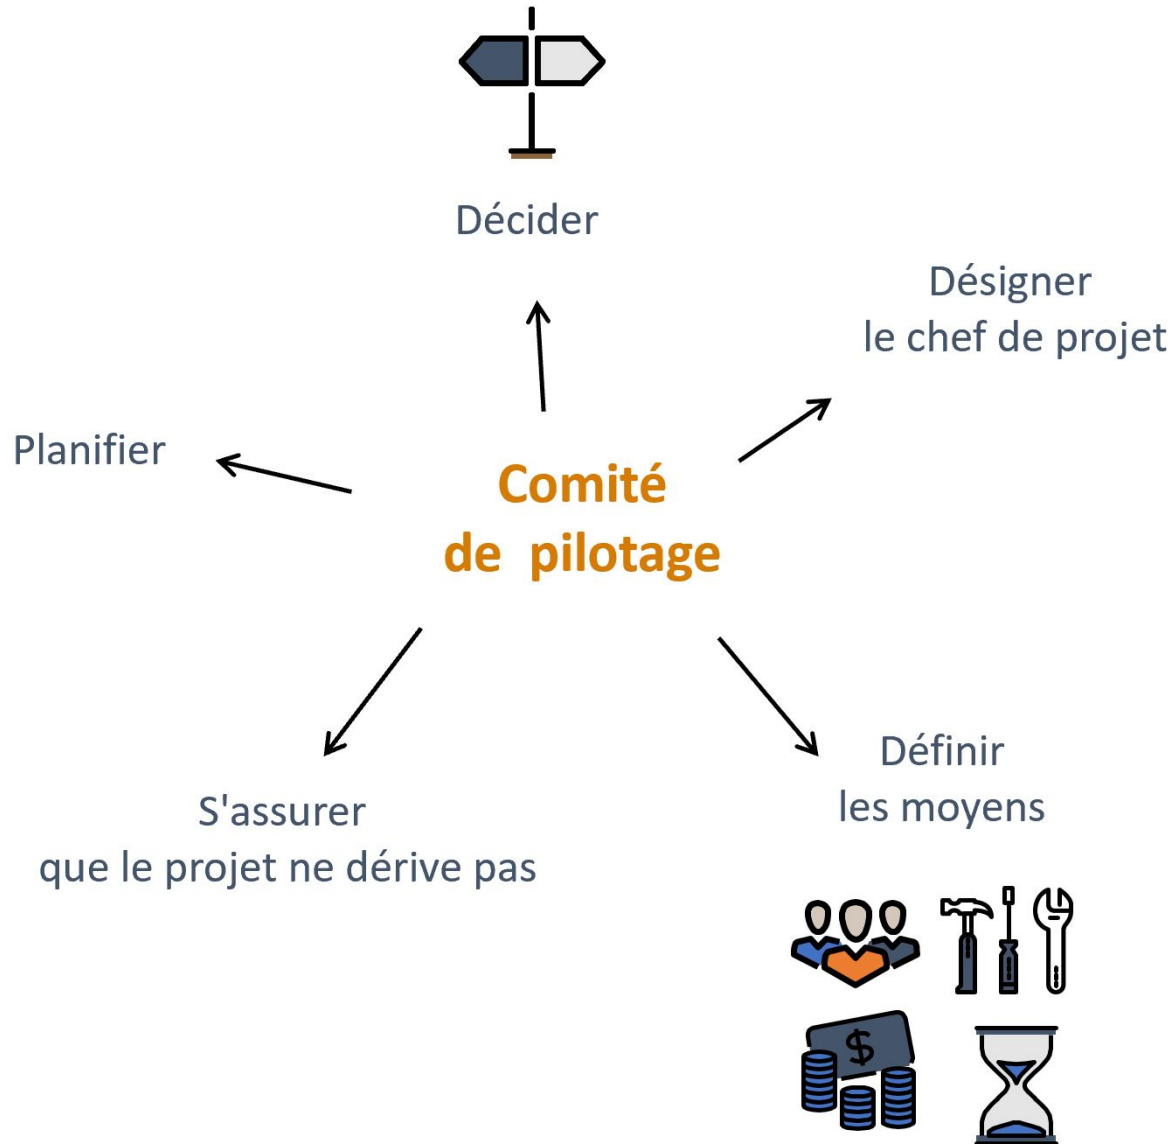 Décider
Désigner
le chef de projet
Planifier
Comité
de pilotage
Définir
les moyens
S'assurer
que le projet ne dérive pas
$